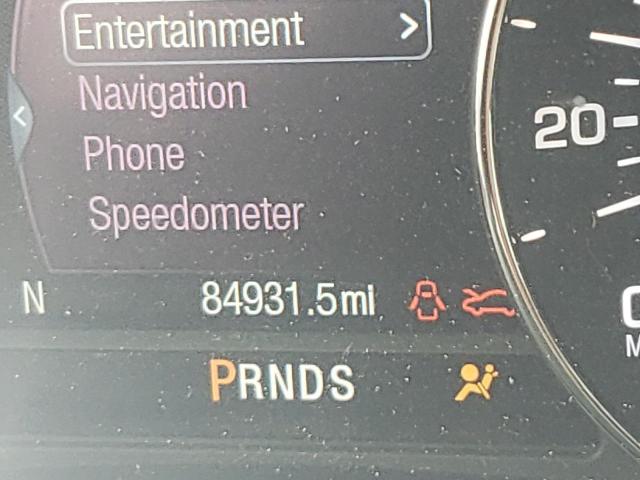 Entertainment >
Navigation
Phone
Speedometer
20
N 84931.5mi
PRNDS